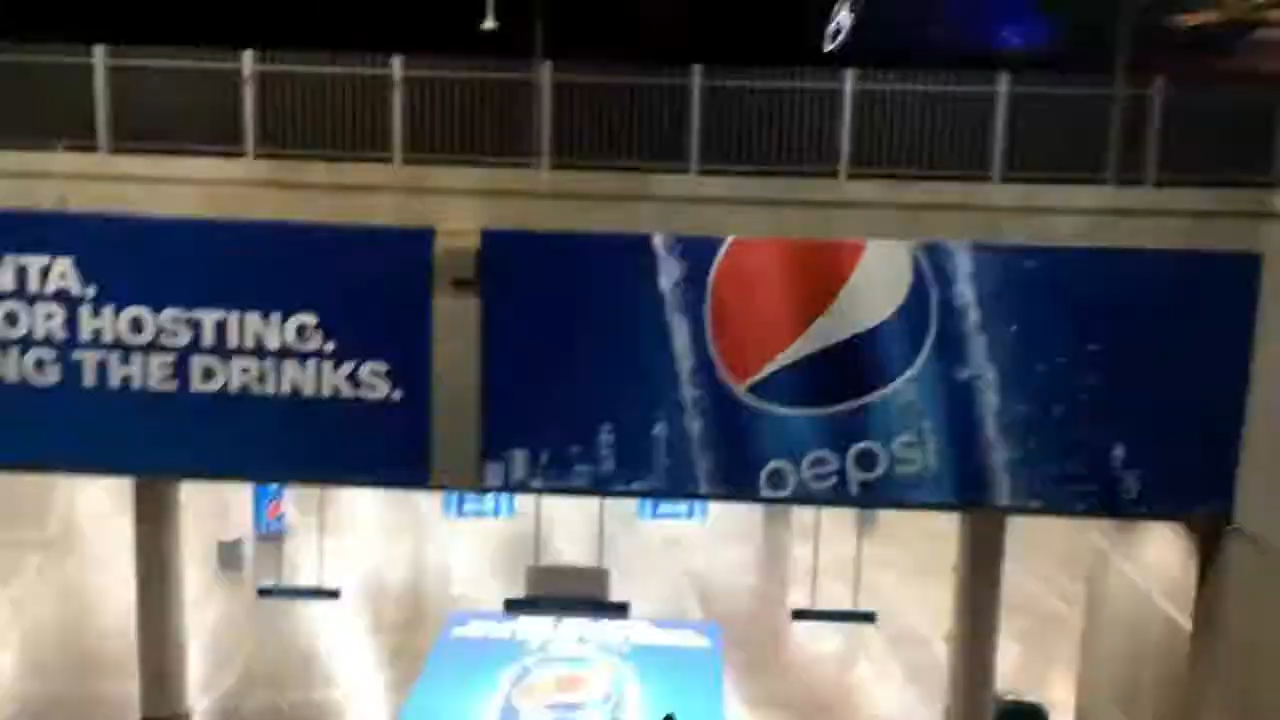 NTA,
OR HOSTING.
NG THE DRINKS.
pepsi